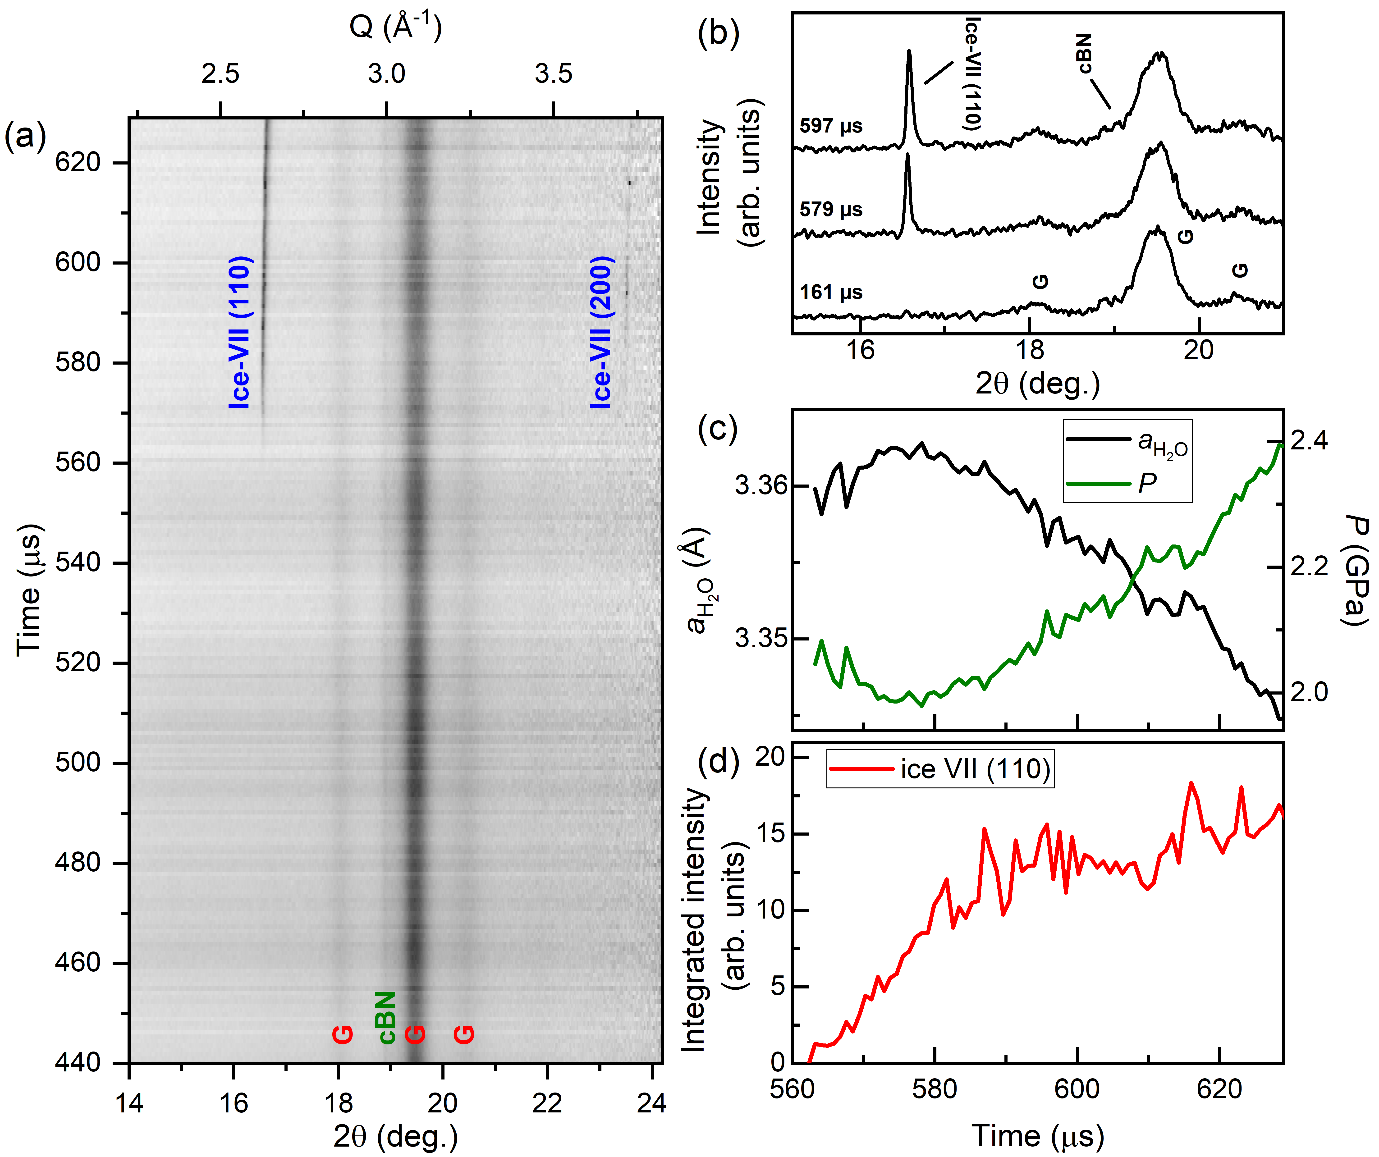 (a)
Q (Å⁻¹)
2.5 3.0 3.5
620
600
580
560
540
520
500
480
460
440
Time (μs)
Ice-VII (110)
Ice-VII (200)
G
cBN
G
G
14 16 18 20 22 24
2θ (deg.)
(b)
Intensity
(arb. units)
Ice-VII (110)
cBN
597 μs
579 μs
161 μs
G
G
G
16 18 20
2θ (deg.)
(c)
a_H₂O
P
3.36
3.35
a_H₂O (Å)
2.4
2.2
2.0
P (GPa)
(d)
ice VII (110)
20
15
10
5
0
Integrated intensity
(arb. units)
560 580 600 620
Time (μs)